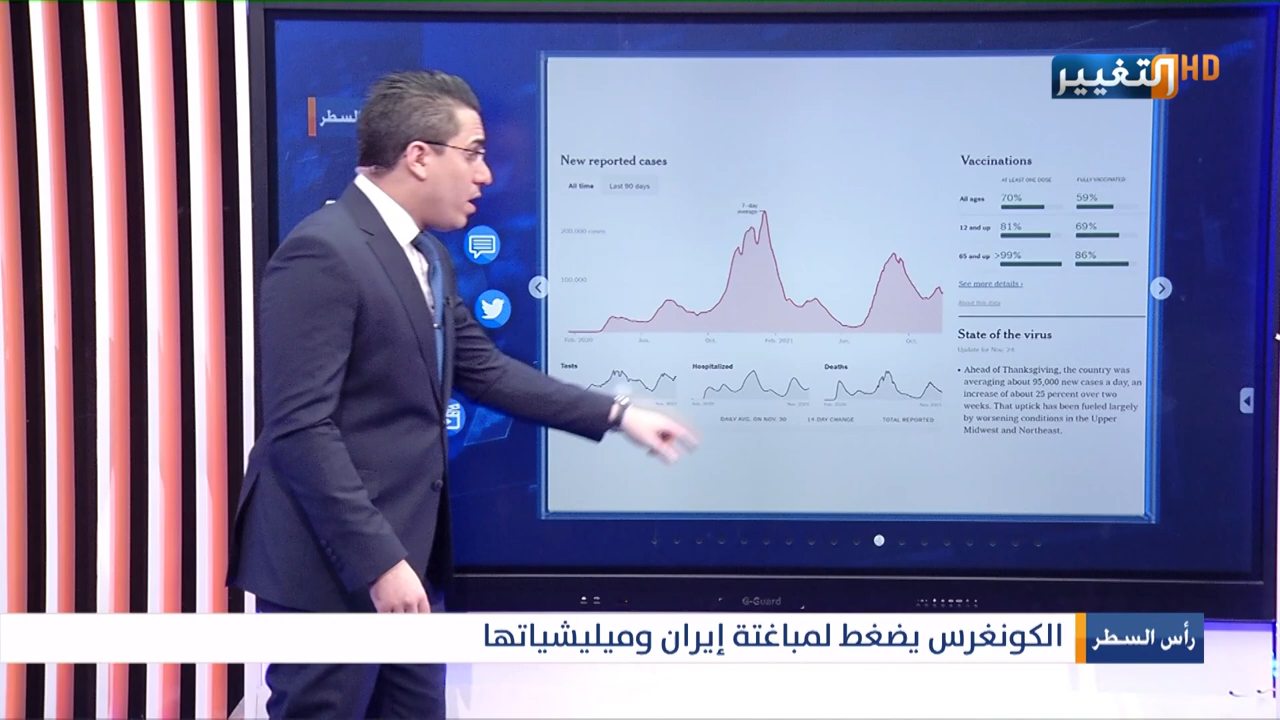 التغيير HD
السطر
New reported cases
All time
Last 90 days
7-day
average
200,000 cases
100,000
Feb. 2020
Jun.
Oct.
Feb. 2021
Jun.
Oct.
Tests
Hospitalized
Deaths
DAILY AVG. ON NOV. 30
14-DAY CHANGE
TOTAL REPORTED
Vaccinations
AT LEAST ONE DOSE
FULLY VACCINATED
All ages
70%
59%
12 and up
81%
69%
65 and up
>99%
86%
See more details ›
About this data
State of the virus
Update for Nov. 24
• Ahead of Thanksgiving, the country was
averaging about 95,000 new cases a day, an
increase of about 25 percent over two
weeks. That uptick has been fueled largely
by worsening conditions in the Upper
Midwest and Northeast.
G-Guard
رأس السطر
الكونغرس يضغط لمباغتة إيران وميليشياتها